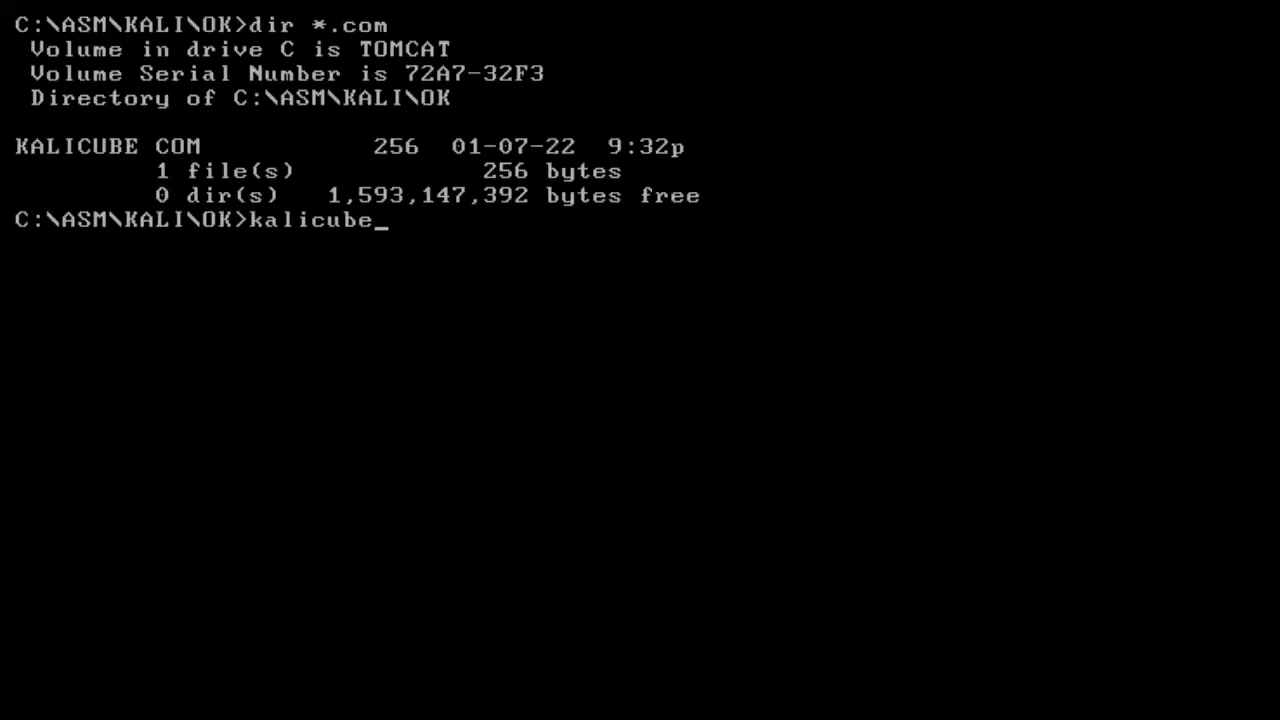 C:\ASM\KALI\OK>dir *.com
Volume in drive C is TOMCAT
Volume Serial Number is 72A7-32F3
Directory of C:\ASM\KALI\OK
KALICUBE COM 256 01-07-22 9:32p
1 file(s) 256 bytes
0 dir(s) 1,593,147,392 bytes free
C:\ASM\KALI\OK>kalicube_